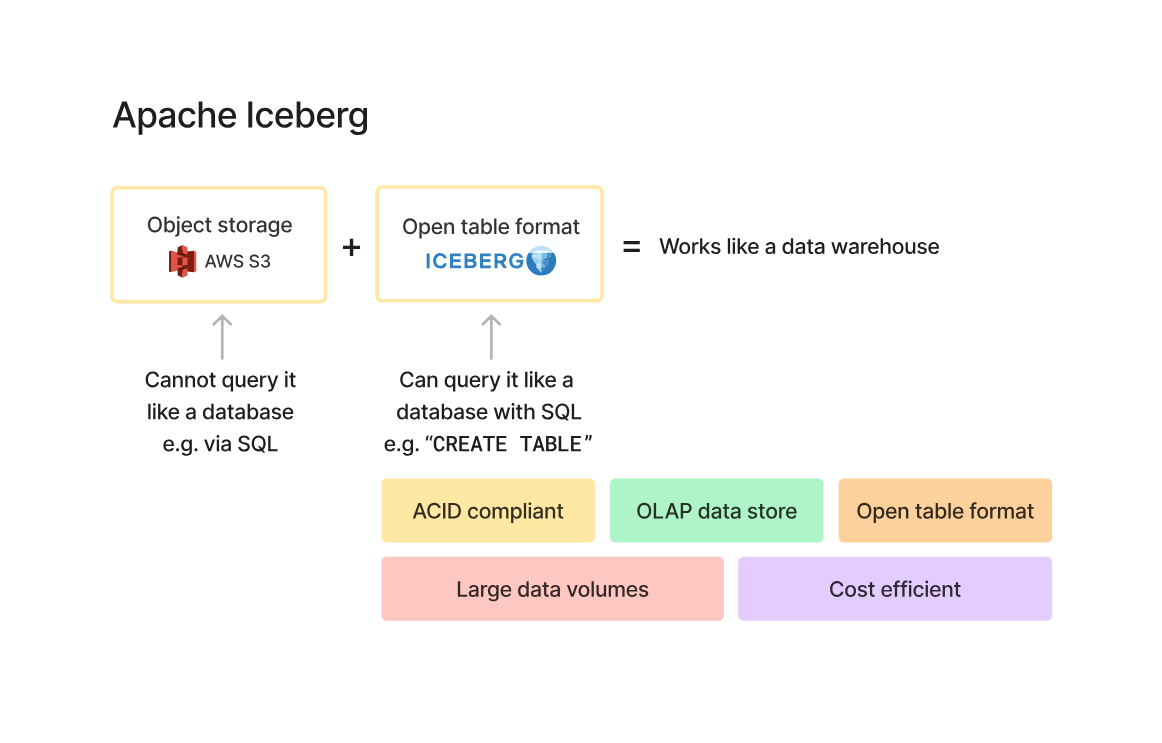 Apache Iceberg
Object storage
AWS S3
+
Open table format
ICEBERG
= Works like a data warehouse
Cannot query it
like a database
e.g. via SQL
Can query it like a
database with SQL
e.g. “CREATE TABLE”
ACID compliant
OLAP data store
Open table format
Large data volumes
Cost efficient